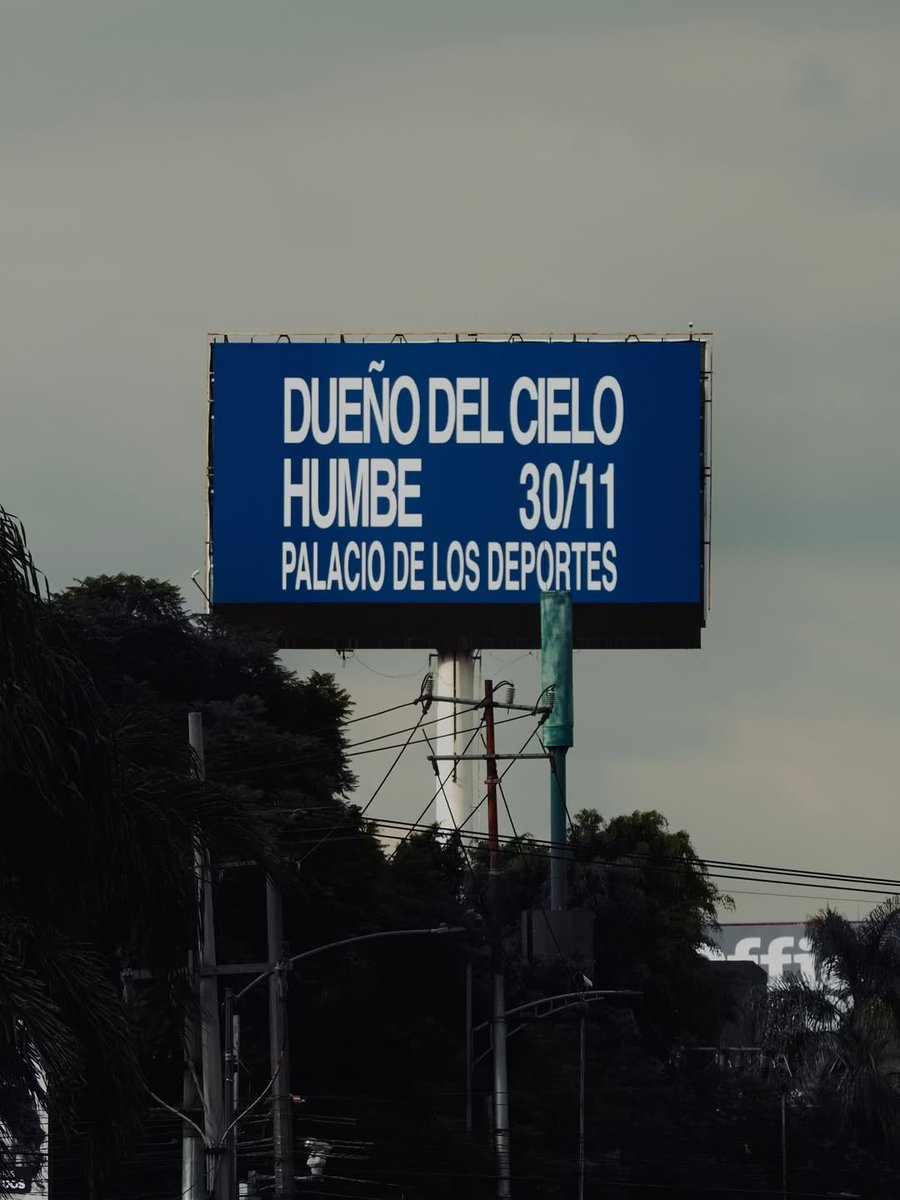 DUEÑO DEL CIELO
HUMBE 30/11
PALACIO DE LOS DEPORTES